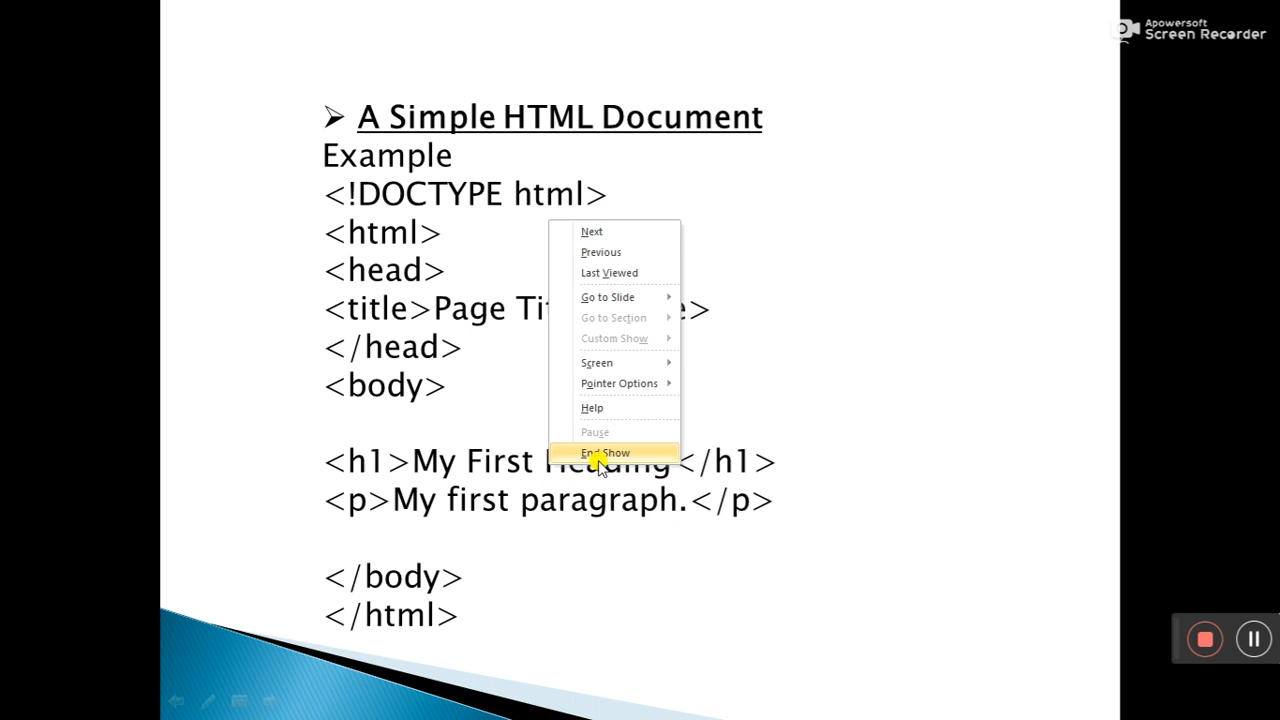 Apowersoft
Screen Recorder
➢ A Simple HTML Document
Example
<!DOCTYPE html>
<html>
<head>
<title>Page Tit e>
</head>
<body>
<h1>My First Heading</h1>
<p>My first paragraph.</p>
</body>
</html>
Next
Previous
Last Viewed
Go to Slide
Go to Section
Custom Show
Screen
Pointer Options
Help
Pause
End Show